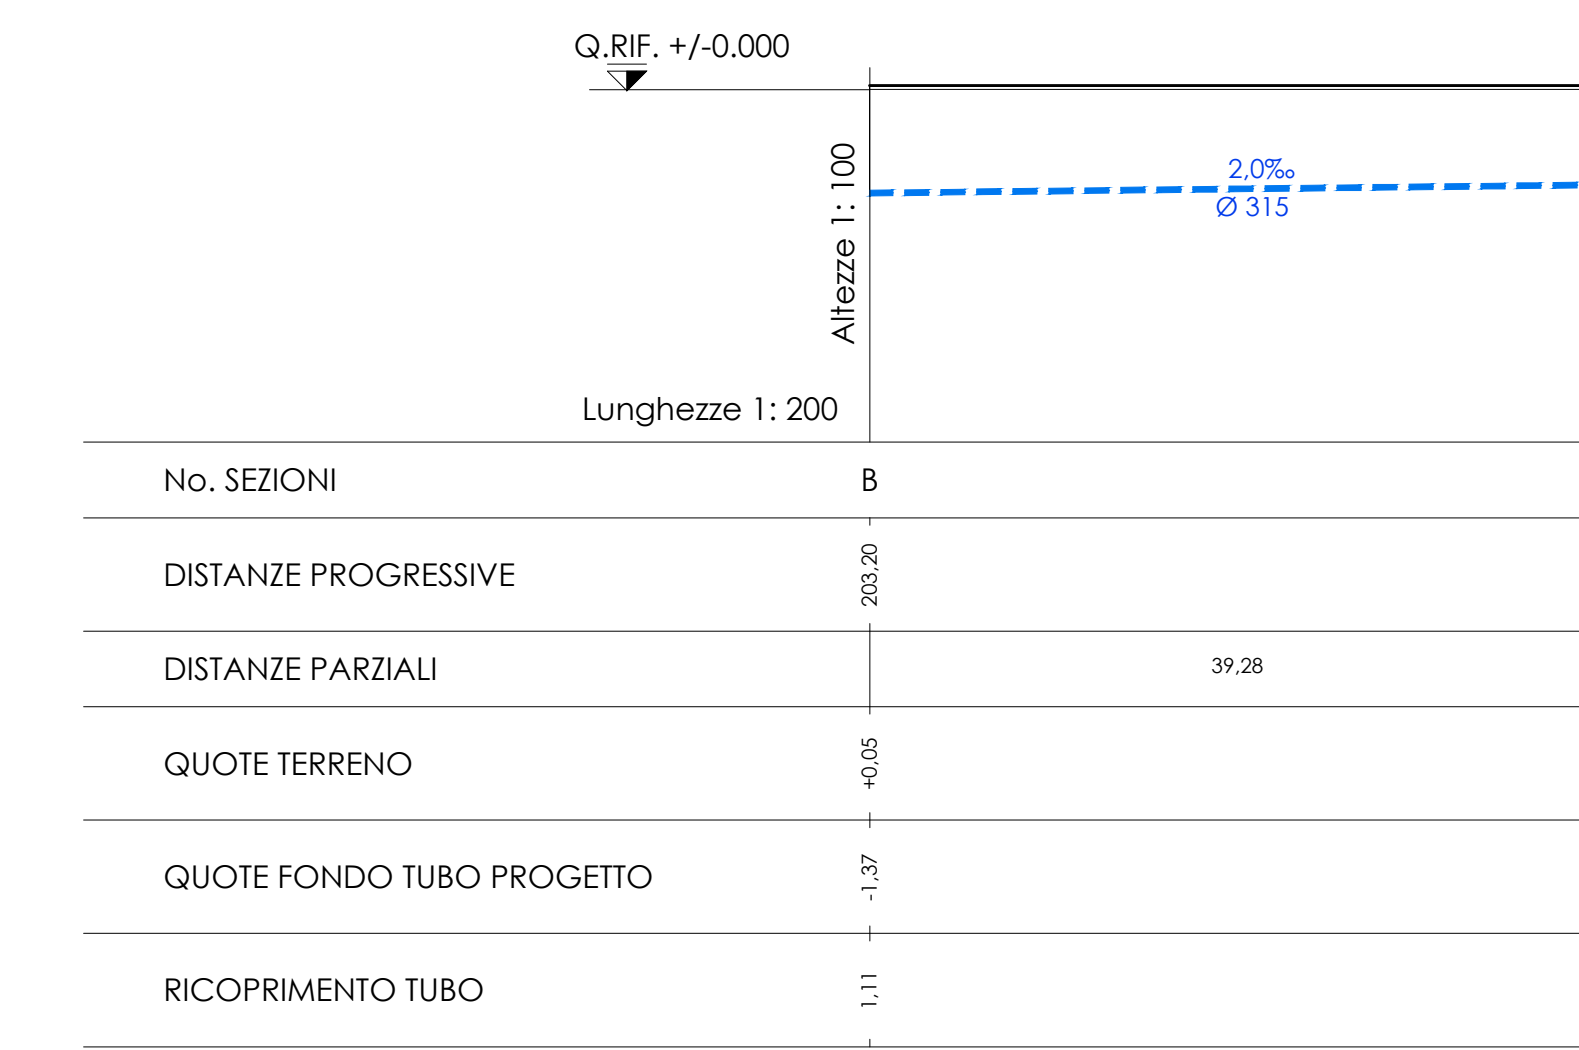 Q.RIF. +/-0.000
Altezze 1: 100
2,0‰
Ø 315
Lunghezze 1: 200
No. SEZIONI B
DISTANZE PROGRESSIVE 203,20
DISTANZE PARZIALI 39,28
QUOTE TERRENO +0,05
QUOTE FONDO TUBO PROGETTO -1,37
RICOPRIMENTO TUBO 1,11